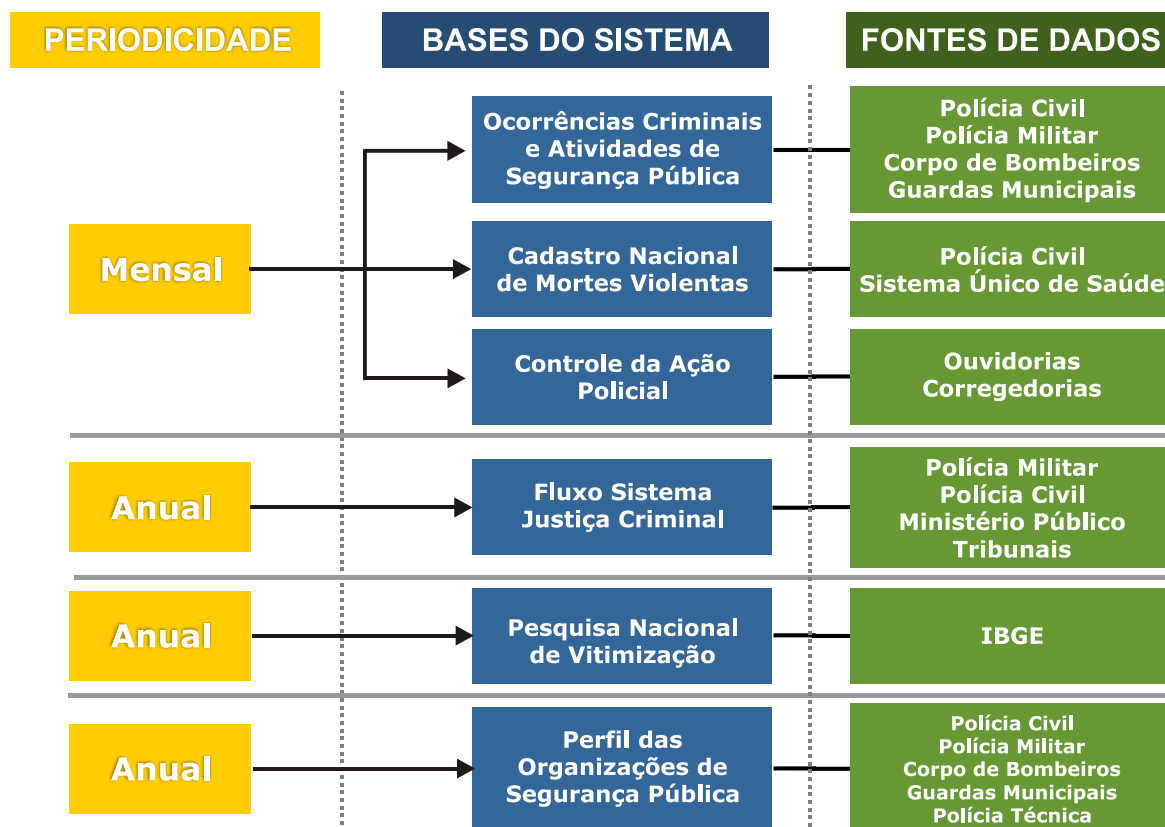 PERIODICIDADE
BASES DO SISTEMA
FONTES DE DADOS
Mensal
Ocorrências Criminais
e Atividades de
Segurança Pública
Polícia Civil
Polícia Militar
Corpo de Bombeiros
Guardas Municipais
Cadastro Nacional
de Mortes Violentas
Polícia Civil
Sistema Único de Saúde
Controle da Ação
Policial
Ouvidorias
Corregedorias
Anual
Fluxo Sistema
Justiça Criminal
Polícia Militar
Polícia Civil
Ministério Público
Tribunais
Anual
Pesquisa Nacional
de Vitimização
IBGE
Anual
Perfil das
Organizações de
Segurança Pública
Polícia Civil
Polícia Militar
Corpo de Bombeiros
Guardas Municipais
Polícia Técnica